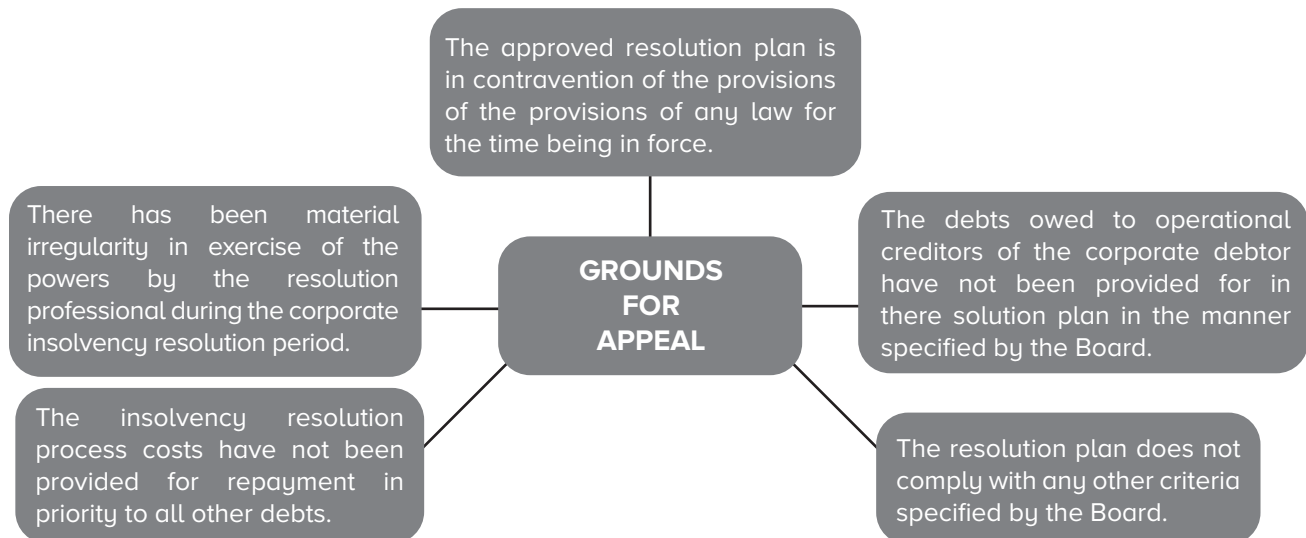 The approved resolution plan is
in contravention of the provisions
of the provisions of any law for
the time being in force.
There has been material
irregularity in exercise of the
powers by the resolution
professional during the corporate
insolvency resolution period.
GROUNDS
FOR
APPEAL
The debts owed to operational
creditors of the corporate debtor
have not been provided for in
there solution plan in the manner
specified by the Board.
The insolvency resolution
process costs have not been
provided for repayment in
priority to all other debts.
The resolution plan does not
comply with any other criteria
specified by the Board.